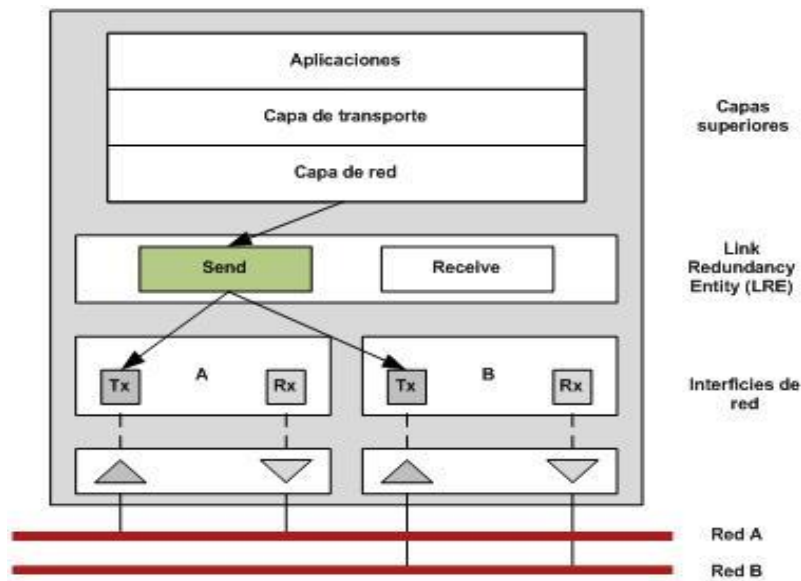 Aplicaciones
Capa de transporte
Capa de red
Capas
superiores
Send
Receive
Link
Redundancy
Entity (LRE)
Tx
A
Rx
Tx
B
Rx
Interficies de
red
Red A
Red B